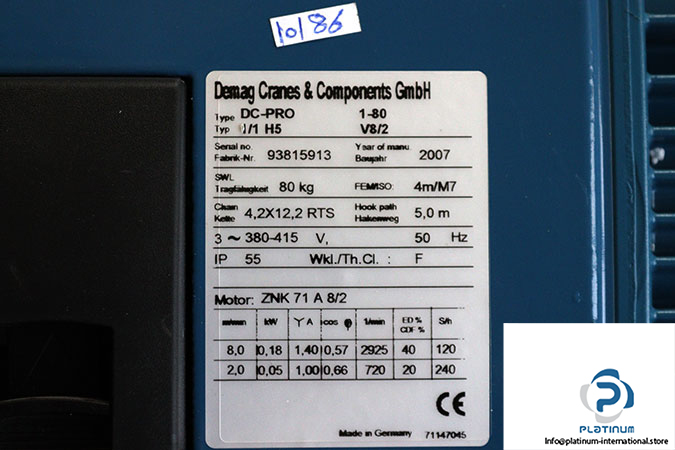 10186
Demag Cranes & Components GmbH
Type DC-PRO 1-80
Typ 1/1 H5 V8/2
Serial no. Year of manu.
Fabrik-Nr. 93815913 Baujahr 2007
SWL
Tragfähigkeit 80 kg FEM/ISO: 4m/M7
Chain Hook path
Kette 4,2X12,2 RTS Hakenweg 5,0 m
3 ~ 380-415 V, 50 Hz
IP 55 Wkl./Th.Cl. : F
Motor: ZNK 71 A 8/2
m/min kW Y A cos φ 1/min ED % CDF % S/h
8,0 0,18 1,40 0,57 2925 40 120
2,0 0,05 1,00 0,66 720 20 240
CE
Made in Germany 71147045
PLATINUM
Info@platinum-international.store